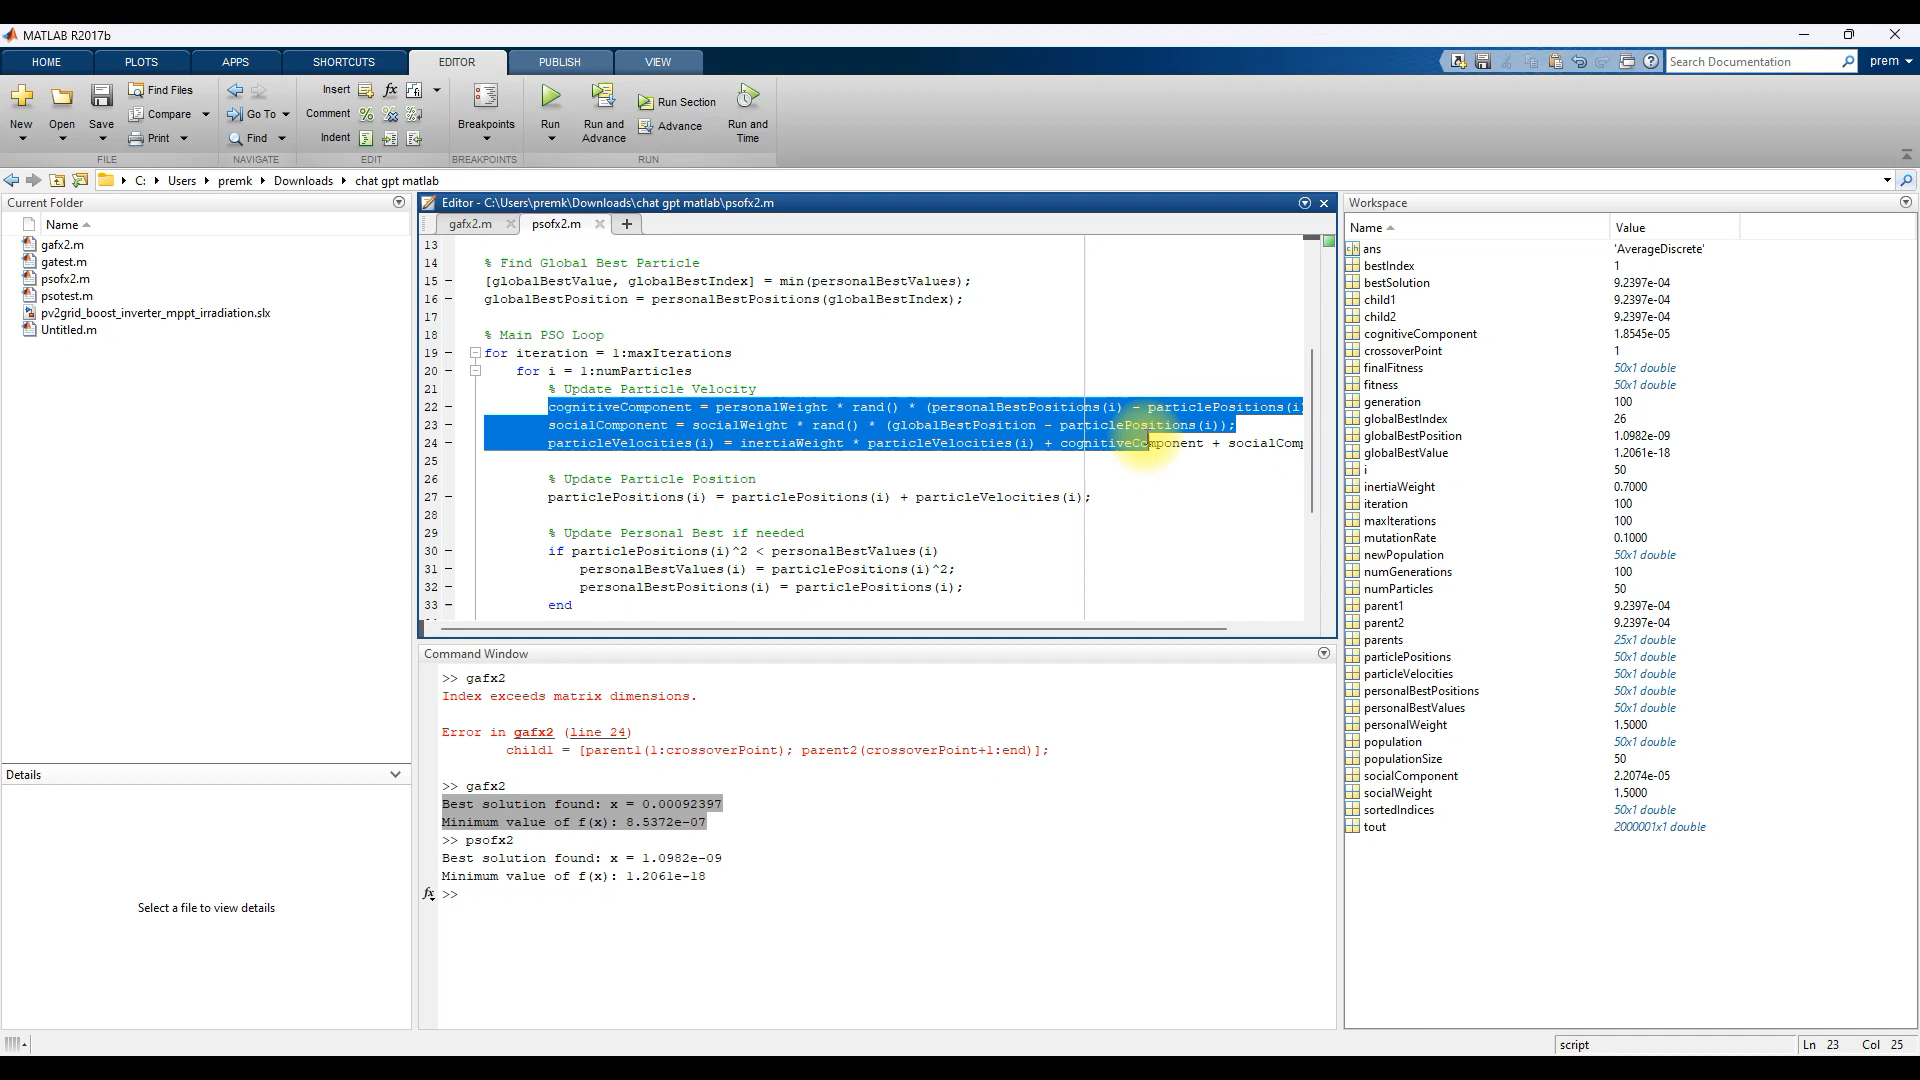 MATLAB R2017b
HOME PLOTS APPS SHORTCUTS EDITOR PUBLISH VIEW
Search Documentation
prem
New Open Save
Find Files
Compare
Print
FILE
Go To
Find
NAVIGATE
Insert
Comment
Indent
EDIT
Breakpoints
BREAKPOINTS
Run
Run and Advance
Run Section
Advance
Run and Time
RUN
C: Users premk Downloads chat gpt matlab
Current Folder
Name
gafx2.m
gatest.m
psofx2.m
psotest.m
pv2grid_boost_inverter_mppt_irradiation.slx
Untitled.m
Details
Select a file to view details
Editor - C:\Users\premk\Downloads\chat gpt matlab\psofx2.m
gafx2.m psofx2.m
13
14 % Find Global Best Particle
15 [globalBestValue, globalBestIndex] = min(personalBestValues);
16 globalBestPosition = personalBestPositions(globalBestIndex);
17
18 % Main PSO Loop
19 for iteration = 1:maxIterations
20 for i = 1:numParticles
21 % Update Particle Velocity
22 cognitiveComponent = personalWeight * rand() * (personalBestPositions(i) - particlePositions(i)
23 socialComponent = socialWeight * rand() * (globalBestPosition - particlePositions(i));
24 particleVelocities(i) = inertiaWeight * particleVelocities(i) + cognitiveComponent + socialComp
25
26 % Update Particle Position
27 particlePositions(i) = particlePositions(i) + particleVelocities(i);
28
29 % Update Personal Best if needed
30 if particlePositions(i)^2 < personalBestValues(i)
31 personalBestValues(i) = particlePositions(i)^2;
32 personalBestPositions(i) = particlePositions(i);
33 end
Command Window
>> gafx2
Index exceeds matrix dimensions.
Error in gafx2 (line 24)
child1 = [parent1(1:crossoverPoint); parent2(crossoverPoint+1:end)];
>> gafx2
Best solution found: x = 0.00092397
Minimum value of f(x): 8.5372e-07
>> psofx2
Best solution found: x = 1.0982e-09
Minimum value of f(x): 1.2061e-18
fx >>
Workspace
Name Value
ans 'AverageDiscrete'
bestIndex 1
bestSolution 9.2397e-04
child1 9.2397e-04
child2 9.2397e-04
cognitiveComponent 1.8545e-05
crossoverPoint 1
finalFitness 50x1 double
fitness 50x1 double
generation 100
globalBestIndex 26
globalBestPosition 1.0982e-09
globalBestValue 1.2061e-18
i 50
inertiaWeight 0.7000
iteration 100
maxIterations 100
mutationRate 0.1000
newPopulation 50x1 double
numGenerations 100
numParticles 50
parent1 9.2397e-04
parent2 9.2397e-04
parents 25x1 double
particlePositions 50x1 double
particleVelocities 50x1 double
personalBestPositions 50x1 double
personalBestValues 50x1 double
personalWeight 1.5000
population 50x1 double
populationSize 50
socialComponent 2.2074e-05
socialWeight 1.5000
sortedIndices 50x1 double
tout 2000001x1 double
script
Ln 23 Col 25